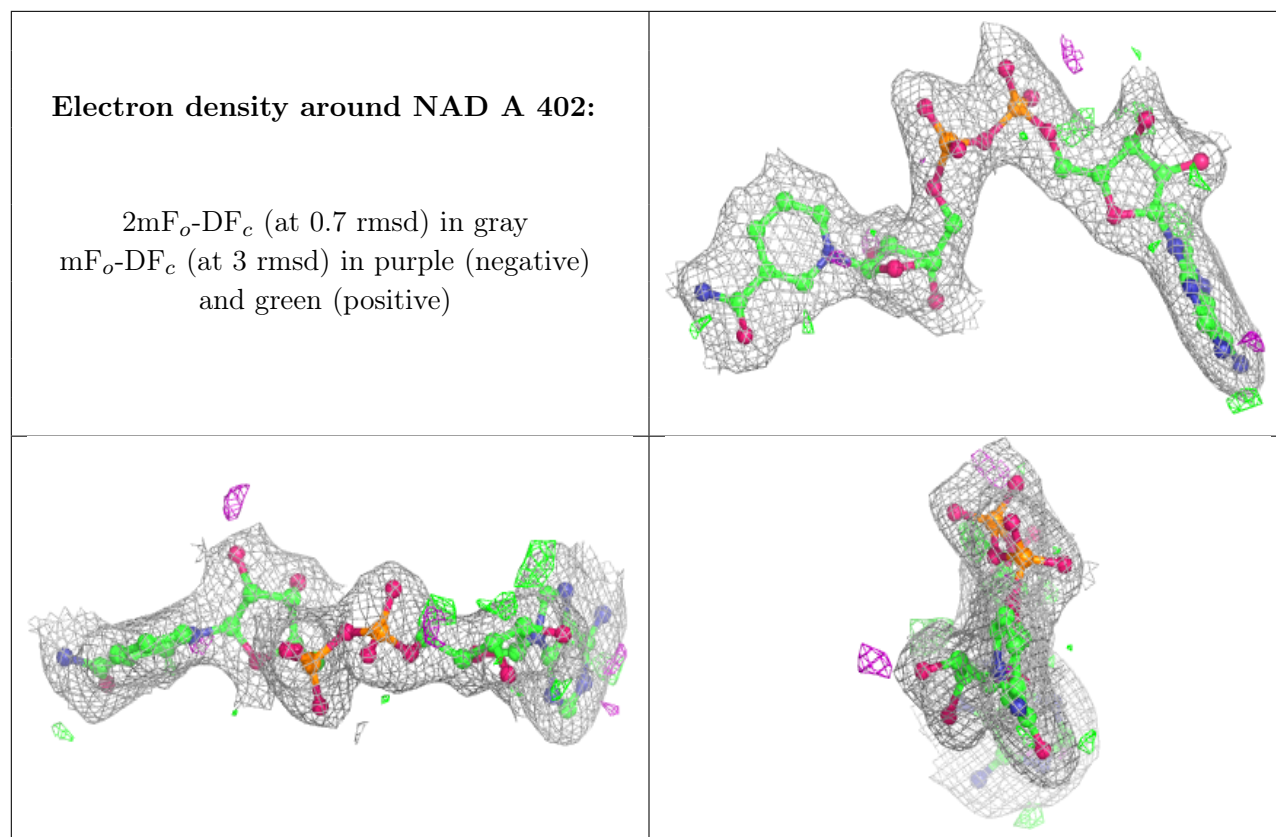 Electron density around NAD A 402:
2mFo-DFc (at 0.7 rmsd) in gray
mFo-DFc (at 3 rmsd) in purple (negative)
and green (positive)